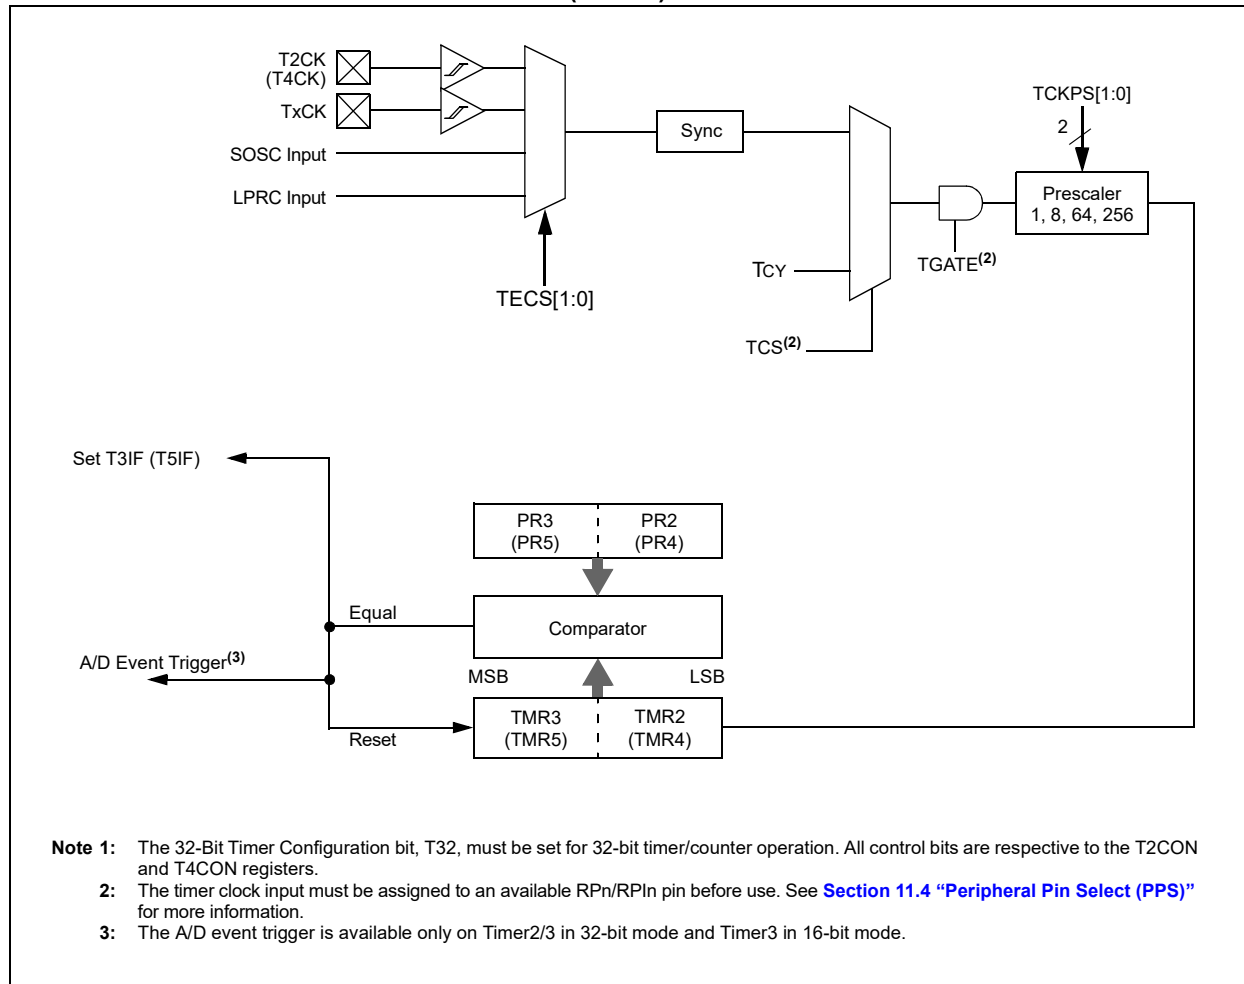 T2CK
(T4CK)
TxCK
SOSC Input
LPRC Input
TECS[1:0]
Sync
TCY
TCS(2)
TGATE(2)
TCKPS[1:0]
2
Prescaler
1, 8, 64, 256
Set T3IF (T5IF)
PR3
(PR5)
PR2
(PR4)
Equal
Comparator
A/D Event Trigger(3)
MSB
LSB
Reset
TMR3
(TMR5)
TMR2
(TMR4)
Note 1: The 32-Bit Timer Configuration bit, T32, must be set for 32-bit timer/counter operation. All control bits are respective to the T2CON
and T4CON registers.
2: The timer clock input must be assigned to an available RPn/RPIn pin before use. See Section 11.4 “Peripheral Pin Select (PPS)”
for more information.
3: The A/D event trigger is available only on Timer2/3 in 32-bit mode and Timer3 in 16-bit mode.